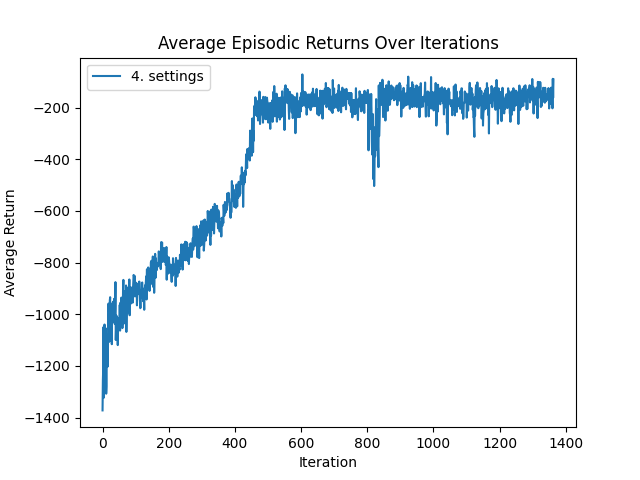 Average Episodic Returns Over Iterations
4. settings
Average Return
−200
−400
−600
−800
−1000
−1200
−1400
0 200 400 600 800 1000 1200 1400
Iteration